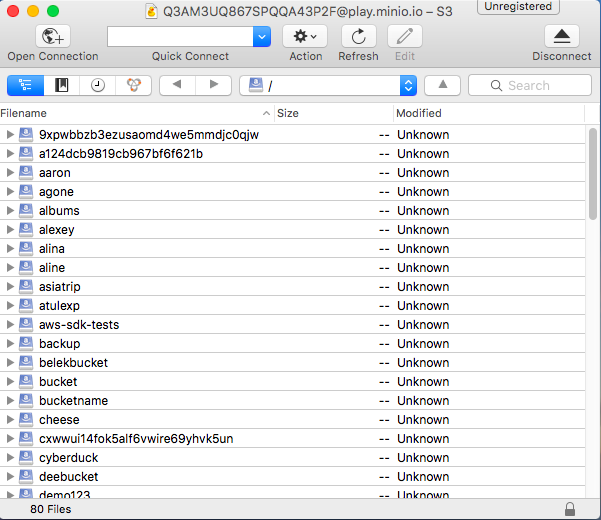 Q3AM3UQ867SPQQA43P2F@play.minio.io – S3
Unregistered
Open Connection
Quick Connect
Action
Refresh
Edit
Disconnect
/
Search
Filename Size Modified
9xpwbbzb3ezusaomd4we5mmdjc0qjw -- Unknown
a124dcb9819cb967bf6f621b -- Unknown
aaron -- Unknown
agone -- Unknown
albums -- Unknown
alexey -- Unknown
alina -- Unknown
aline -- Unknown
asiatrip -- Unknown
atulexp -- Unknown
aws-sdk-tests -- Unknown
backup -- Unknown
belekbucket -- Unknown
bucket -- Unknown
bucketname -- Unknown
cheese -- Unknown
cxwwui14fok5alf6vwire69yhvk5un -- Unknown
cyberduck -- Unknown
deebucket -- Unknown
demo123 -- Unknown
80 Files